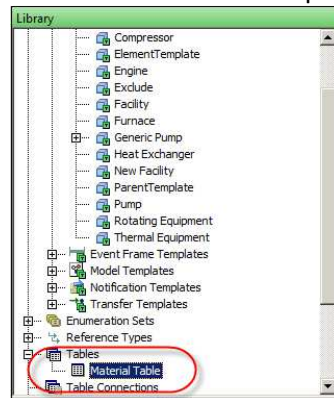 Library
Compressor
ElementTemplate
Engine
Exclude
Facility
Furnace
Generic Pump
Heat Exchanger
New Facility
ParentTemplate
Pump
Rotating Equipment
Thermal Equipment
Event Frame Templates
Model Templates
Notification Templates
Transfer Templates
Enumeration Sets
Reference Types
Tables
Material Table
Table Connections